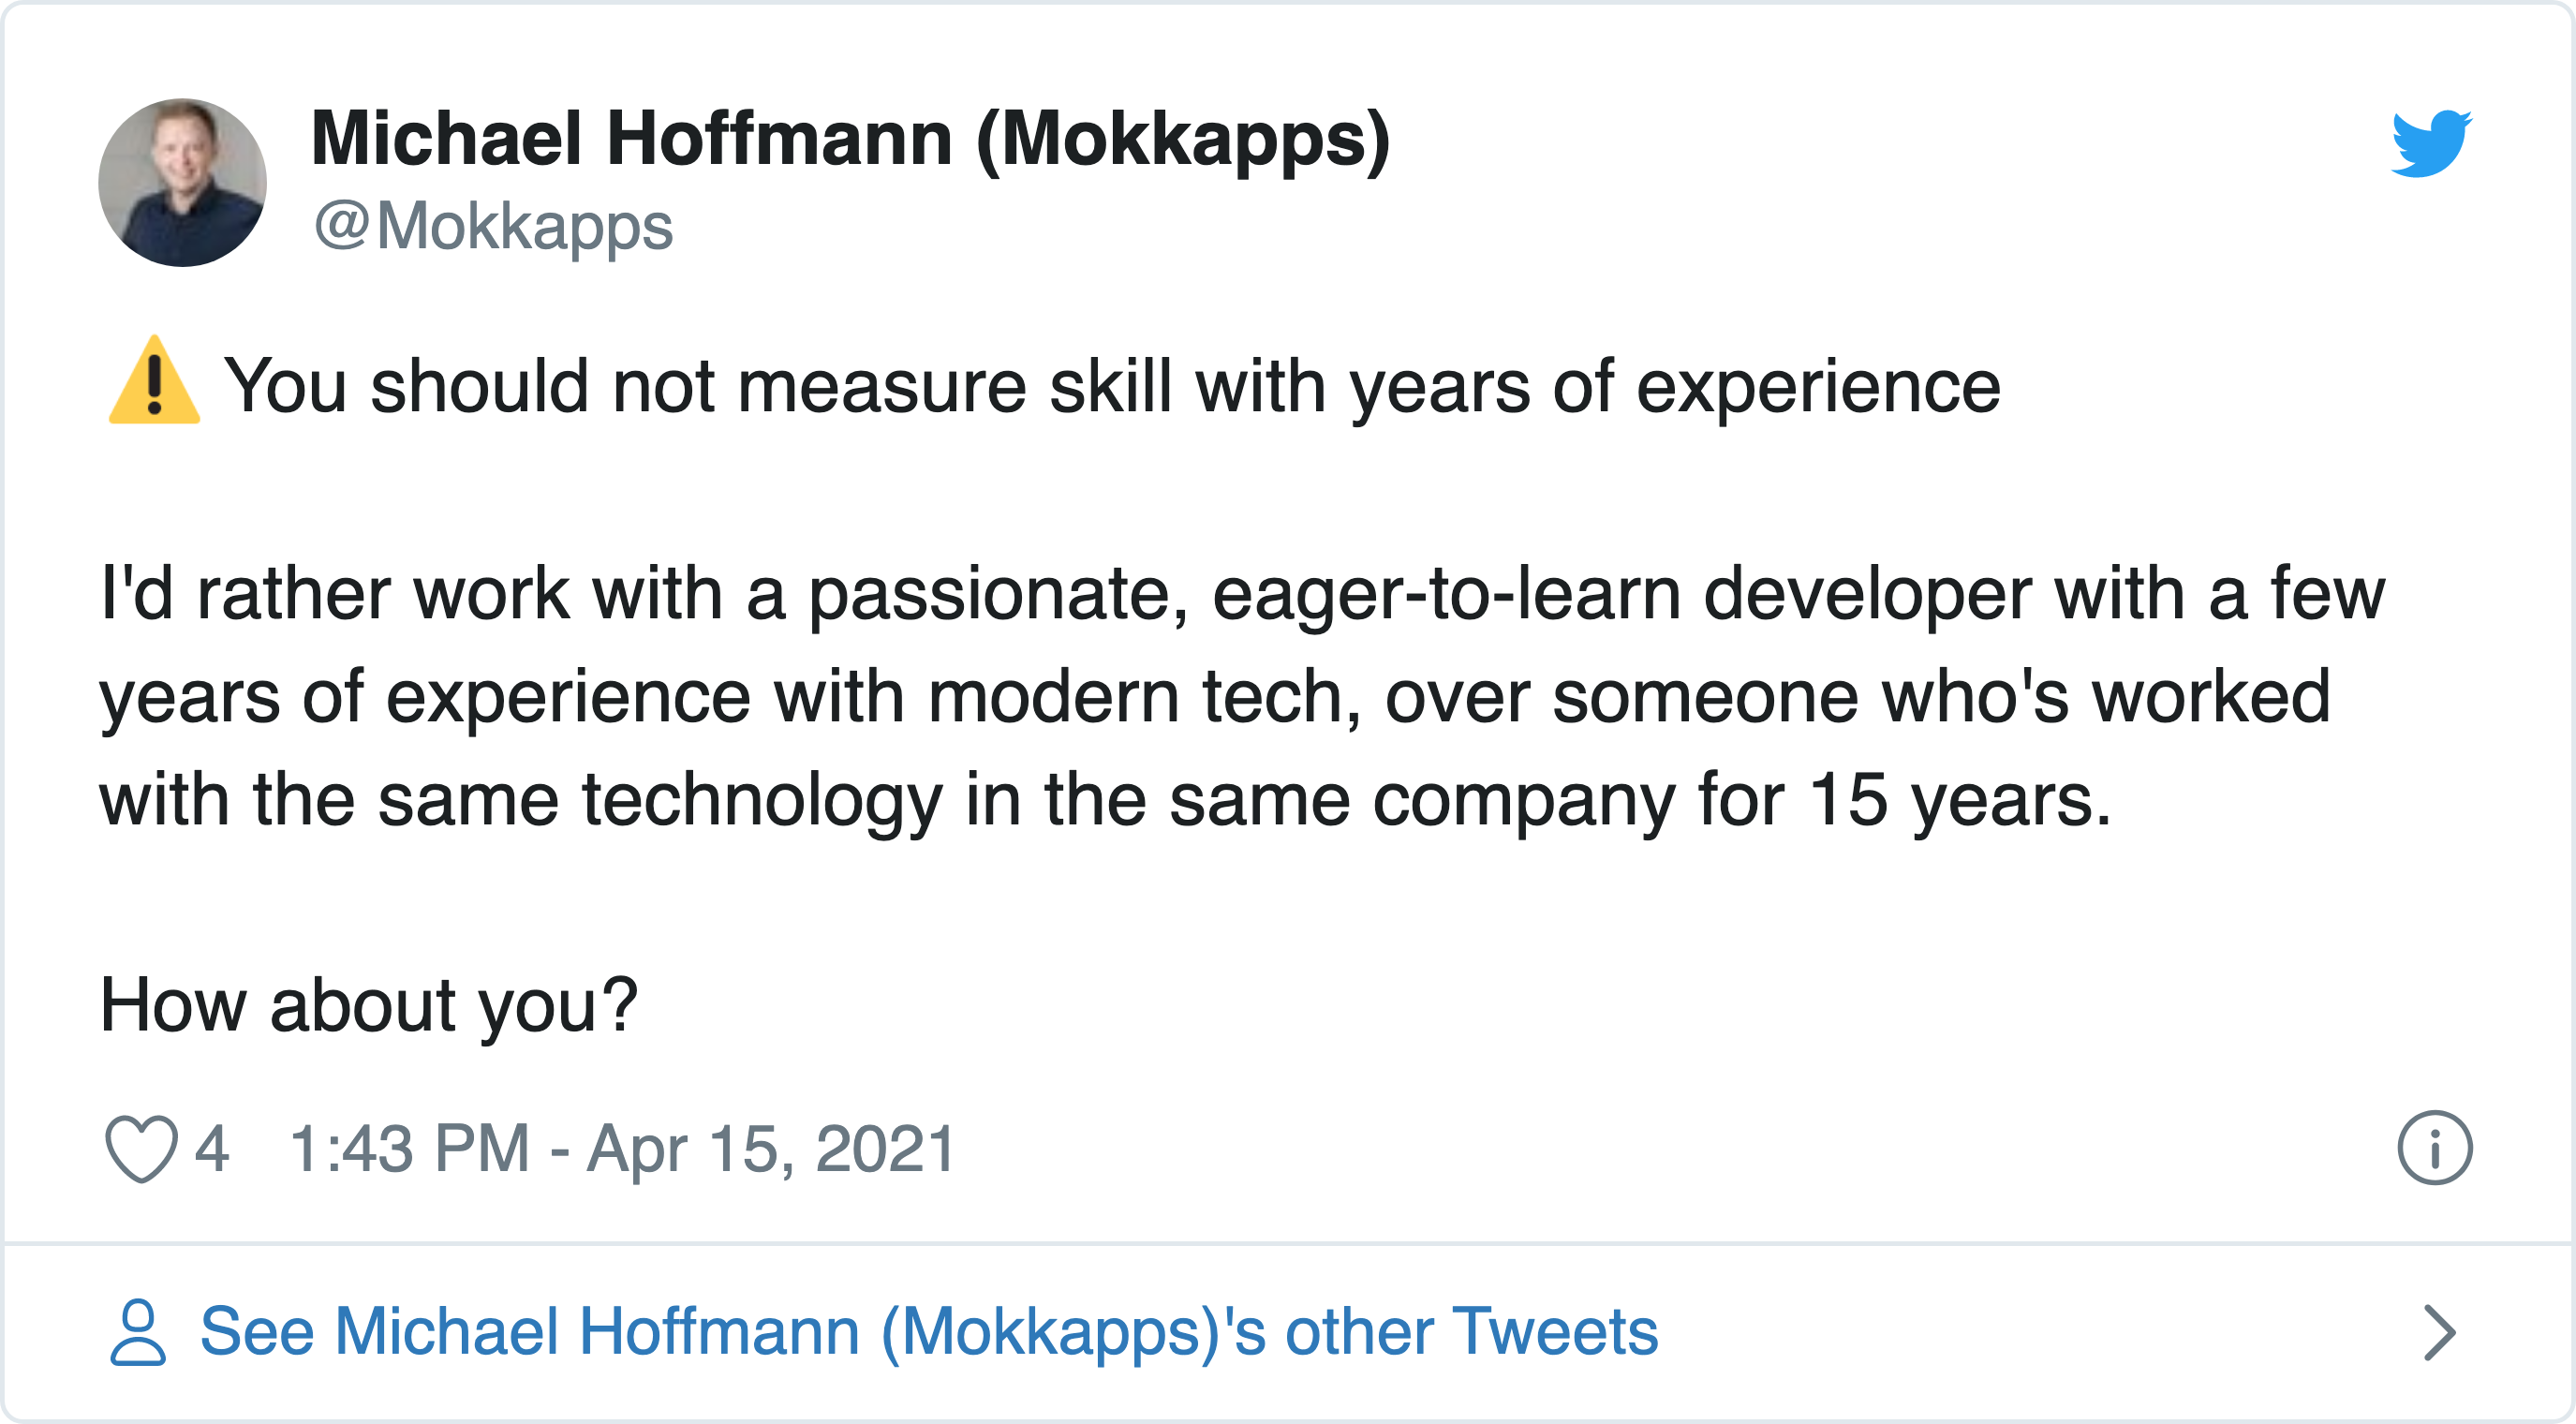 Michael Hoffmann (Mokkapps)
@Mokkapps
⚠️ You should not measure skill with years of experience
I'd rather work with a passionate, eager-to-learn developer with a few
years of experience with modern tech, over someone who's worked
with the same technology in the same company for 15 years.
How about you?
4 1:43 PM - Apr 15, 2021
See Michael Hoffmann (Mokkapps)'s other Tweets